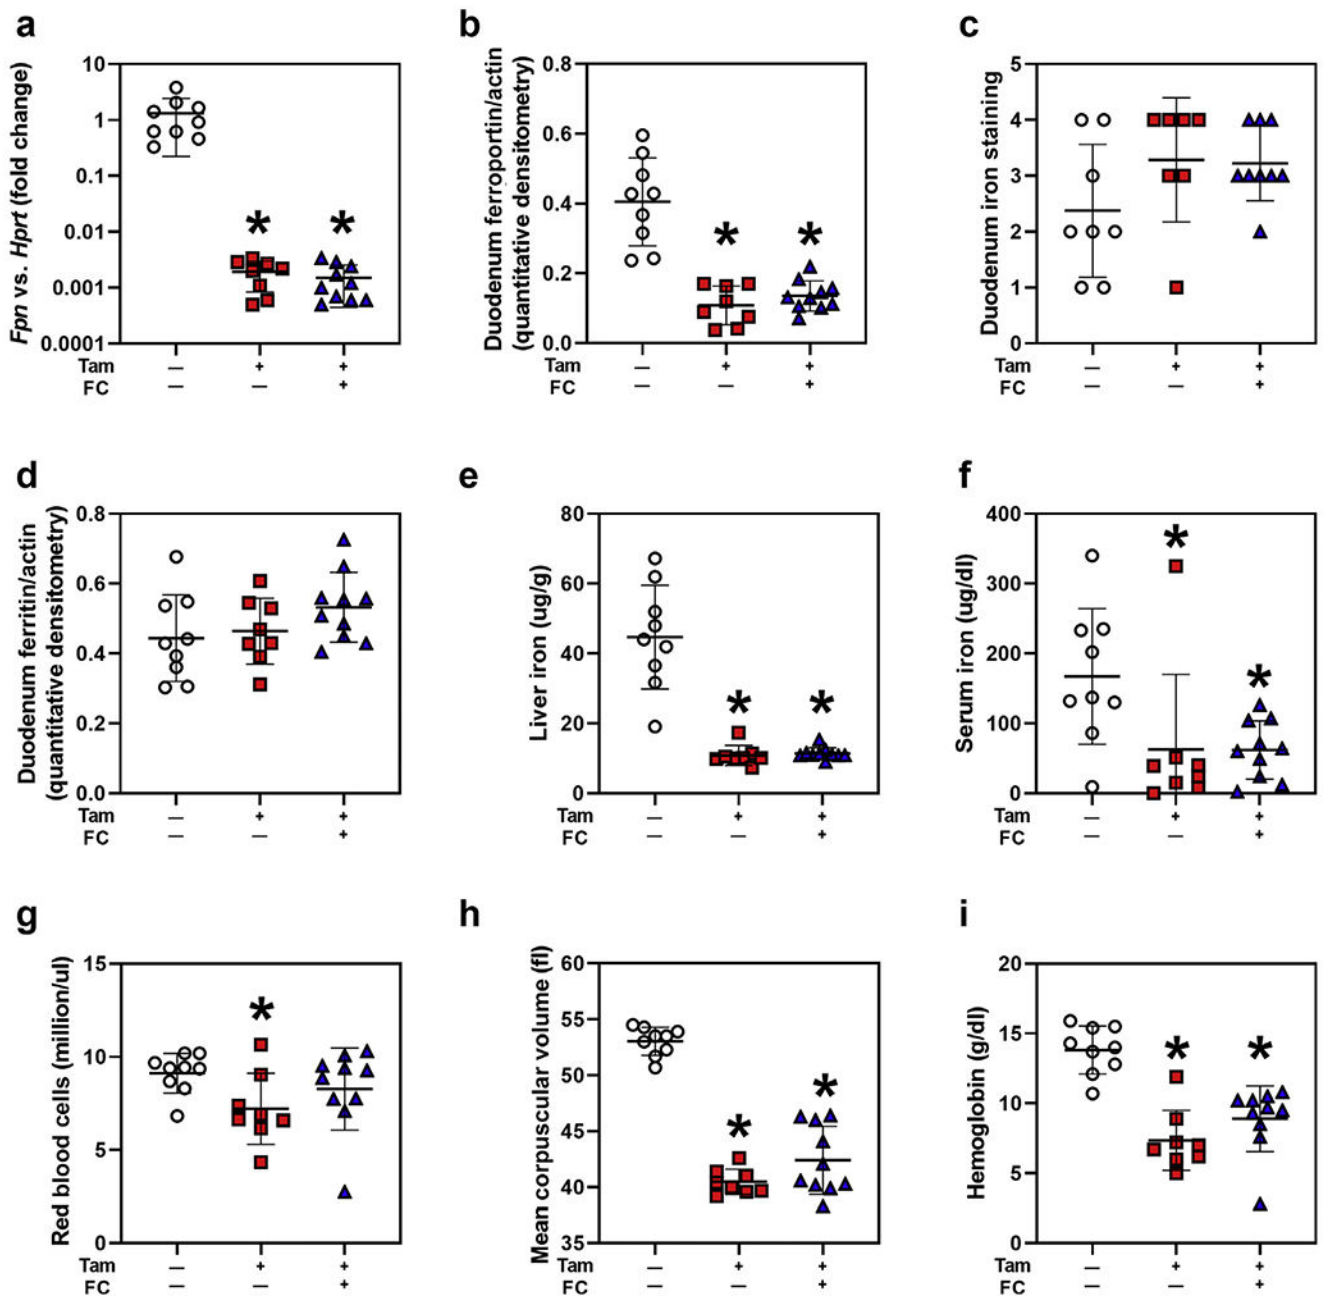 a
Fpn vs. Hprt (fold change)
10
1
0.1
0.01
0.001
0.0001
* *
Tam — + +
FC — — +
b
Duodenum ferroportin/actin
(quantitative densitometry)
0.8
0.6
0.4
0.2
0.0
* *
Tam — + +
FC — — +
c
Duodenum iron staining
5
4
3
2
1
0
Tam — + +
FC — — +
d
Duodenum ferritin/actin
(quantitative densitometry)
0.8
0.6
0.4
0.2
0.0
Tam — + +
FC — — +
e
Liver iron (ug/g)
80
60
40
20
0
* *
Tam — + +
FC — — +
f
Serum iron (ug/dl)
400
300
200
100
0
* *
Tam — + +
FC — — +
g
Red blood cells (million/ul)
15
10
5
0
*
Tam — + +
FC — — +
h
Mean corpuscular volume (fl)
60
55
50
45
40
35
* *
Tam — + +
FC — — +
i
Hemoglobin (g/dl)
20
15
10
5
0
* *
Tam — + +
FC — — +